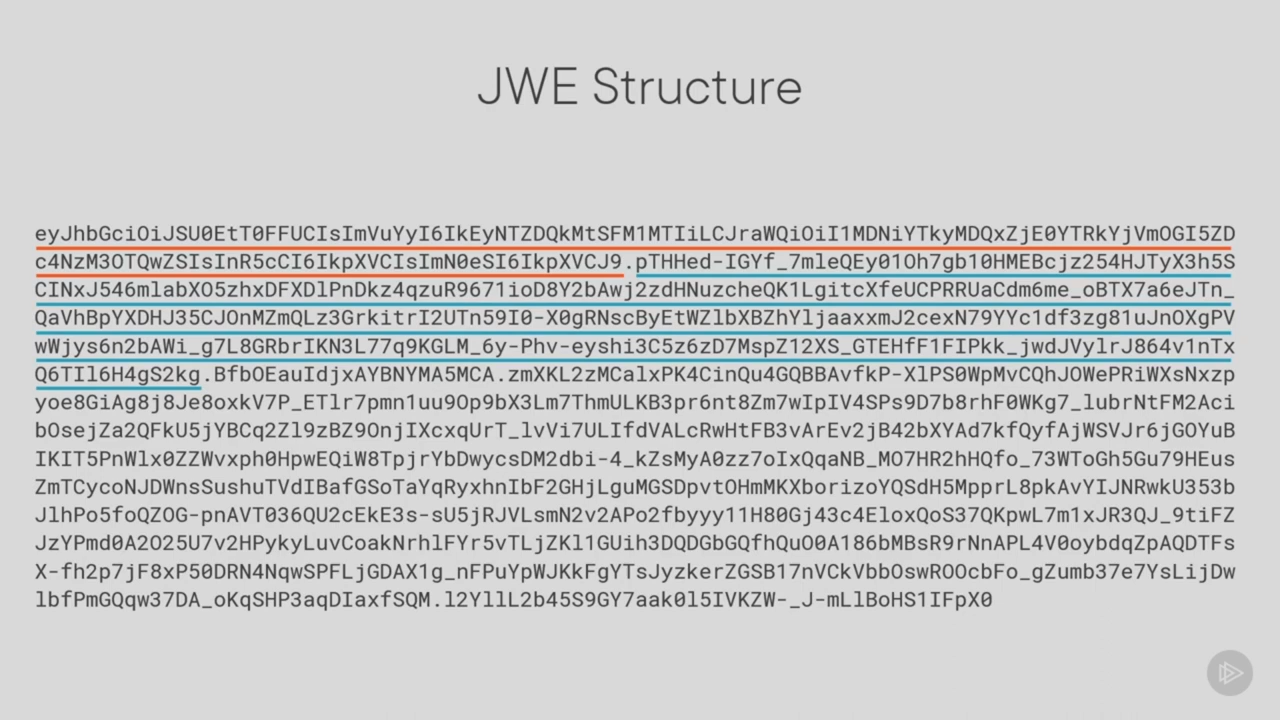 JWE Structure
eyJhbGciOiJSU0EtT0FFUCIsImVuYyI6IkEyNTZDQkMtSFM1MTIiLCJraWQiOiI1MDNiYTkyMDQxZjE0YTRkYjVmOGI5ZD
c4NzM3OTQwZSIsInR5cCI6IkpXVCIsImN0eSI6IkpXVCJ9.pTHHed-IGYf_7mleQEy01Oh7gb10HMEBcjz254HJTyX3h5S
CINxJ546mlabXO5zhxDFXDlPnDkz4qzuR9671ioD8Y2bAwj2zdHNuzcheQK1LgitcXfeUCPRRUaCdm6me_oBTX7a6eJTn_
QaVhBpYXDHJ35CJOnMZmQLz3GrkitrI2UTn59I0-X0gRNscByEtWZlbXBZhYljaaxxmJ2cexN79YYc1df3zg81uJnOXgPV
wWjys6n2bAWi_g7L8GRbrIKN3L77q9KGLM_6y-Phv-eyshi3C5z6zD7MspZ12XS_GTEHfF1FIPkk_jwdJVylrJ864v1nTx
Q6TIl6H4gS2kg.BfbOEauIdjxAYBNYMA5MCA.zmXKL2zMCalxPK4CinQu4GQBBAvfkP-XlPS0WpMvCQhJOWePRiWXsNxzp
yoe8GiAg8j8Je8oxkV7P_ETlr7pmn1uu9Op9bX3Lm7ThmULKB3pr6nt8Zm7wIpIV4SPs9D7b8rhF0WKg7_lubrNtFM2Aci
bOsejZa2QFkU5jYBCq2Zl9zBZ9OnjIXcxqUrT_lvVi7ULIfdVALcRwHtFB3vArEv2jB42bXYAd7kfQyfAjWSVJr6jGOYuB
IKIT5PnWlx0ZZWvxph0HpwEQiW8TpjrYbDwycsDM2dbi-4_kZsMyA0zz7oIxQqaNB_MO7HR2hHQfo_73WToGh5Gu79HEus
ZmTCycoNJDWnsSushuTVdIBafGSoTaYqRyxhnIbF2GHjLguMGSDpvtOHmMKXborizoYQSdH5MpprL8pkAvYIJNRwkU353b
JlhPo5foQZOG-pnAVT036QU2cEkE3s-sU5jRJVLsmN2v2APo2fbyyy11H80Gj43c4EloxQoS37QKpwL7m1xJR3QJ_9tiFZ
JzYPmd0A2O25U7v2HPykyLuvCoakNrhlFYr5vTLjZKl1GUih3DQDGbGQfhQuO0A186bMBsR9rNnAPL4V0oybdqZpAQDTFs
X-fh2p7jF8xP50DRN4NqwSPFLjGDAX1g_nFPuYpWJKkFgYTsJyzkerZGSB17nVCkVbbOswROOcbFo_gZumb37e7YsLijDw
lbfPmGQqw37DA_oKqSHP3aqDIaxfSQM.l2YllL2b45S9GY7aak0l5IVKZW-_J-mLlBoHS1IFpX0